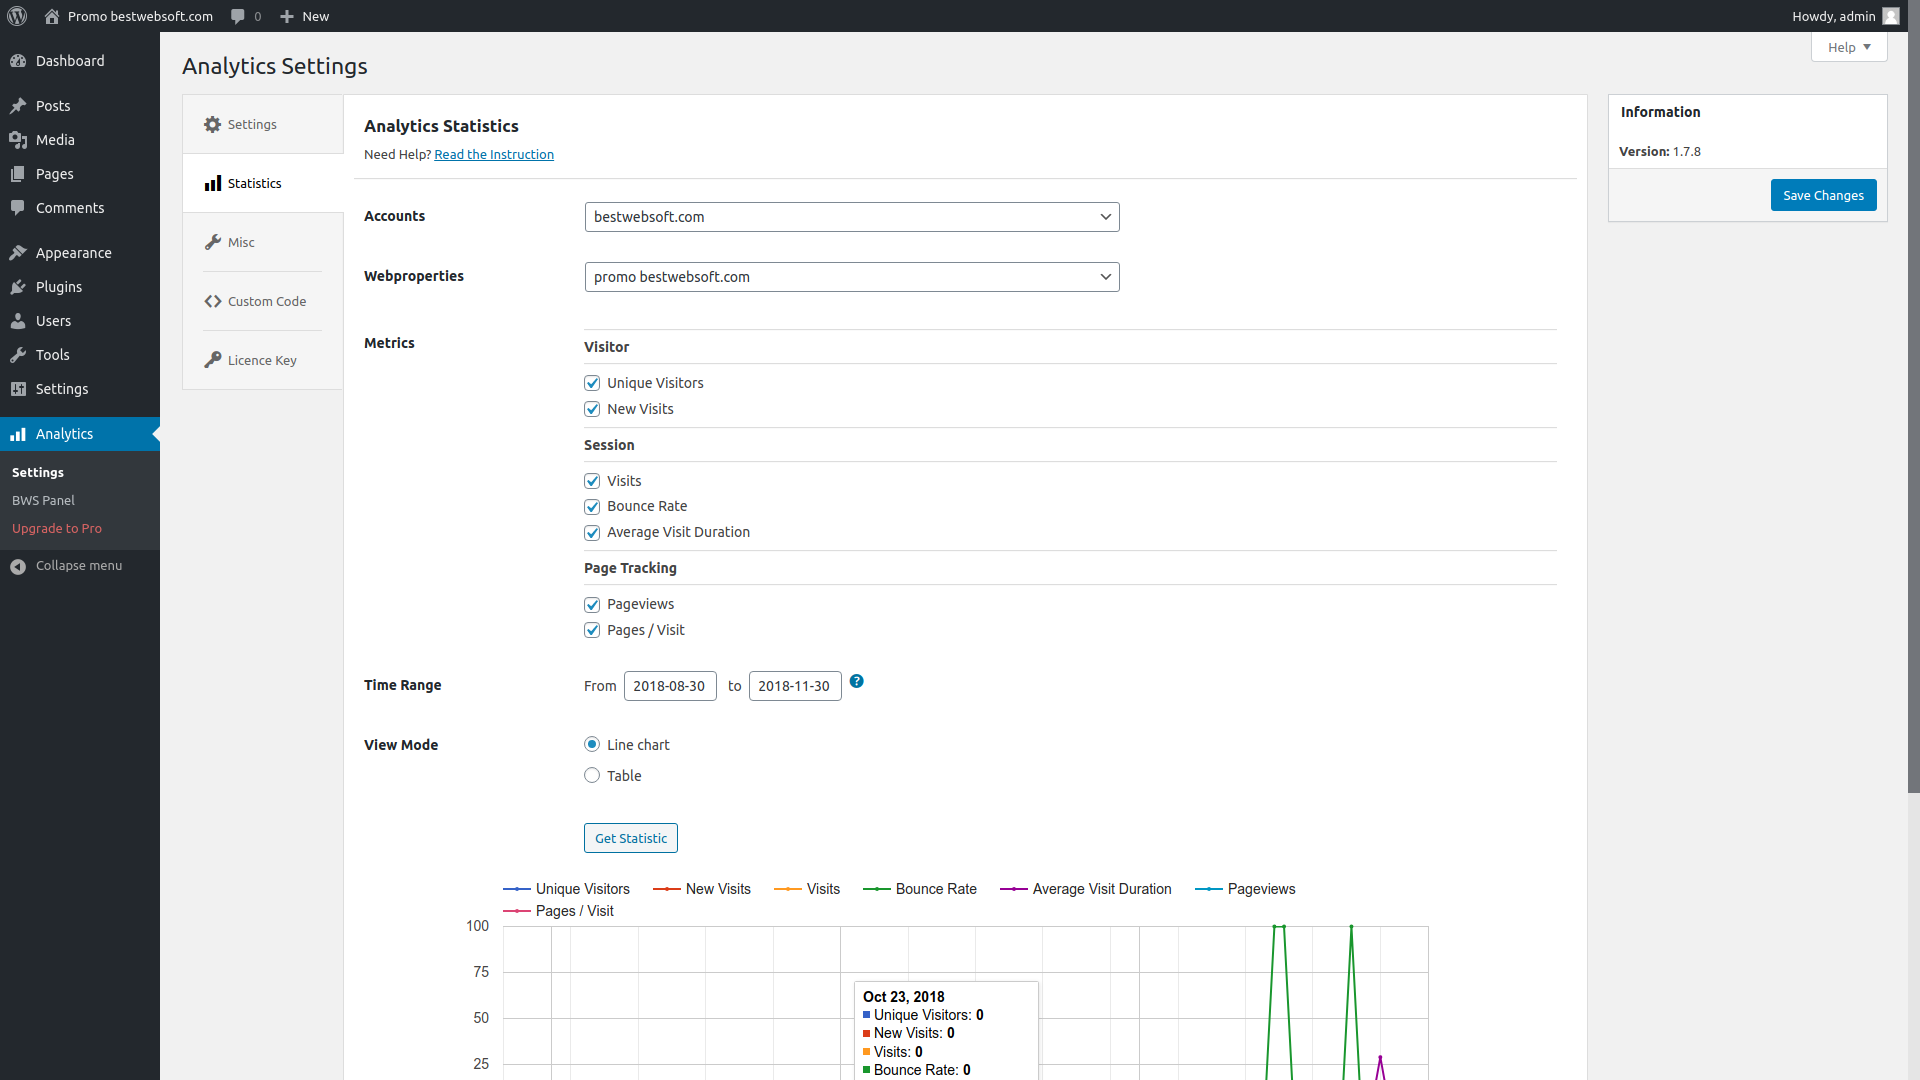 Promo bestwebsoft.com 0 New Howdy, admin
Help
Dashboard
Posts
Media
Pages
Comments
Appearance
Plugins
Users
Tools
Settings
Analytics
Settings
BWS Panel
Upgrade to Pro
Collapse menu
Analytics Settings
Settings
Statistics
Misc
Custom Code
Licence Key
Analytics Statistics
Need Help? Read the Instruction
Accounts bestwebsoft.com
Webproperties promo bestwebsoft.com
Metrics
Visitor
Unique Visitors
New Visits
Session
Visits
Bounce Rate
Average Visit Duration
Page Tracking
Pageviews
Pages / Visit
Time Range From 2018-08-30 to 2018-11-30 ?
View Mode Line chart
Table
Get Statistic
Unique Visitors New Visits Visits Bounce Rate Average Visit Duration Pageviews
Pages / Visit
100
75
50
25
Oct 23, 2018
Unique Visitors: 0
New Visits: 0
Visits: 0
Bounce Rate: 0
Information
Version: 1.7.8
Save Changes